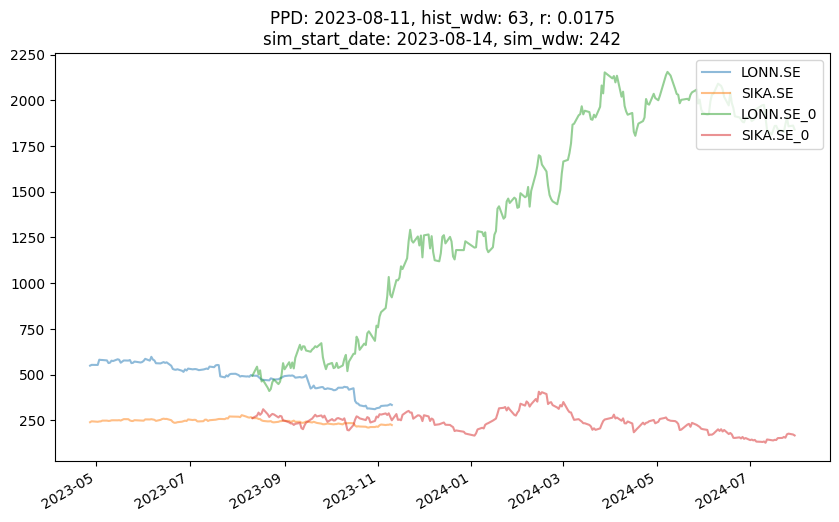 PPD: 2023-08-11, hist_wdw: 63, r: 0.0175
sim_start_date: 2023-08-14, sim_wdw: 242
2250
2000
1750
1500
1250
1000
750
500
250
LONN.SE
SIKA.SE
LONN.SE_0
SIKA.SE_0
2023-05
2023-07
2023-09
2023-11
2024-01
2024-03
2024-05
2024-07